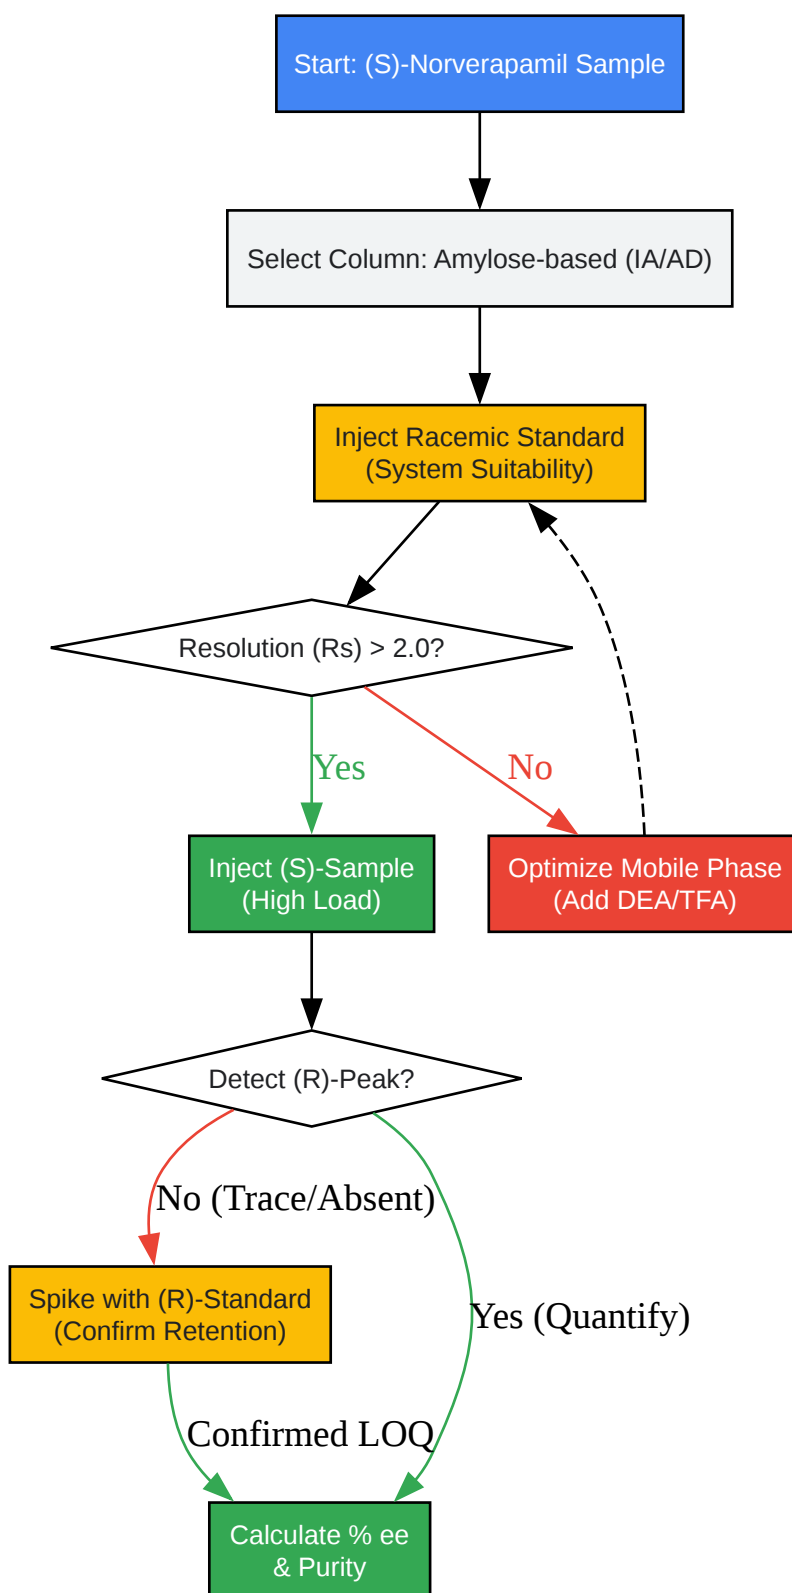 Start: (S)-Norverapamil Sample
Select Column: Amylose-based (IA/AD)
Inject Racemic Standard
(System Suitability)
Resolution (Rs) > 2.0?
Yes
No
Inject (S)-Sample
(High Load)
Optimize Mobile Phase
(Add DEA/TFA)
Detect (R)-Peak?
No (Trace/Absent)
Spike with (R)-Standard
(Confirm Retention)
Yes (Quantify)
Confirmed LOQ
Calculate % ee
& Purity